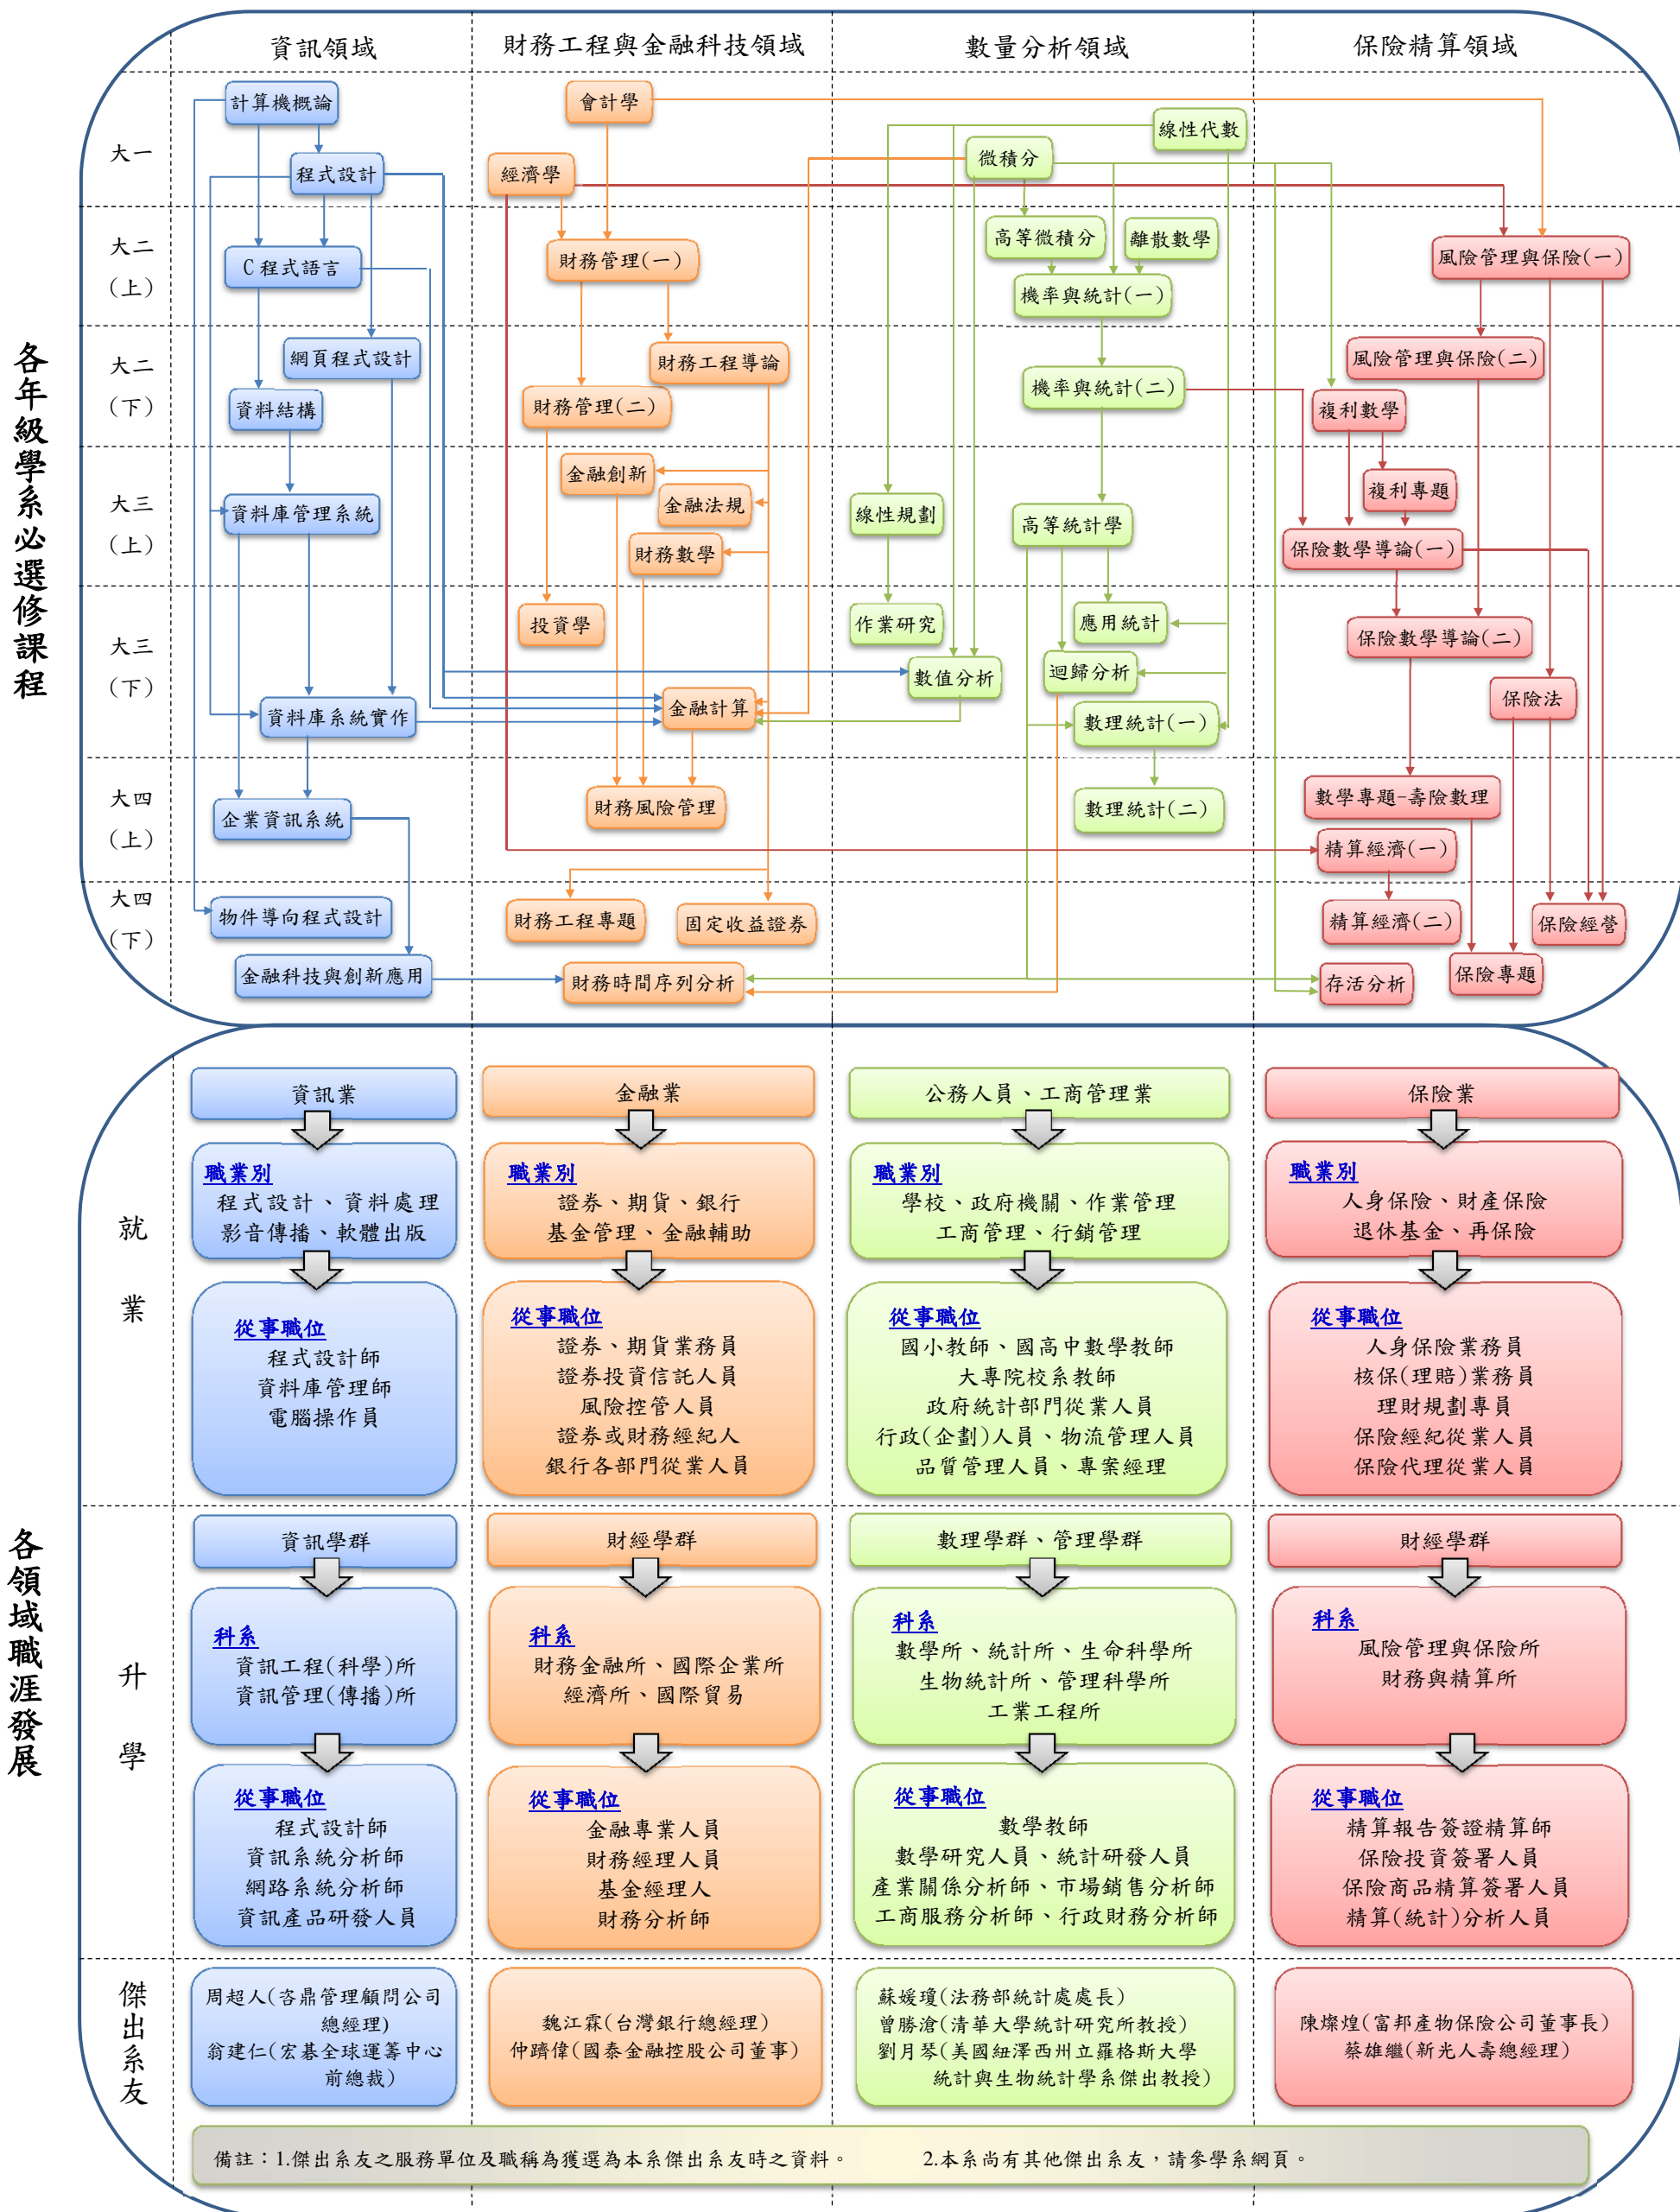 各年級學系必選修課程
資訊領域
財務工程與金融科技領域
數量分析領域
保險精算領域
大一
計算機概論
會計學
線性代數
微積分
程式設計
經濟學
大二
(上)
高等微積分
離散數學
C程式語言
財務管理(一)
風險管理與保險(一)
機率與統計(一)
大二
(下)
網頁程式設計
財務工程導論
風險管理與保險(二)
機率與統計(二)
資料結構
財務管理(二)
複利數學
大三
(上)
金融創新
複利專題
金融法規
資料庫管理系統
線性規劃
高等統計學
財務數學
保險數學導論(一)
大三
(下)
投資學
作業研究
應用統計
保險數學導論(二)
數值分析
迴歸分析
保險法
資料庫系統實作
金融計算
數理統計(一)
大四
(上)
企業資訊系統
財務風險管理
數理統計(二)
數學專題-壽險數理
精算經濟(一)
大四
(下)
物件導向程式設計
財務工程專題
固定收益證券
精算經濟(二)
保險經營
金融科技與創新應用
財務時間序列分析
存活分析
保險專題
各領域職涯發展
就
業
資訊業
金融業
公務人員、工商管理業
保險業
職業別
程式設計、資料處理
影音傳播、軟體出版
職業別
證券、期貨、銀行
基金管理、金融輔助
職業別
學校、政府機關、作業管理
工商管理、行銷管理
職業別
人身保險、財產保險
退休基金、再保險
從事職位
程式設計師
資料庫管理師
電腦操作員
從事職位
證券、期貨業務員
證券投資信託人員
風險控管人員
證券或財務經紀人
銀行各部門從業人員
從事職位
國小教師、國高中數學教師
大專院校系教師
政府統計部門從業人員
行政(企劃)人員、物流管理人員
品質管理人員、專案經理
從事職位
人身保險業務員
核保(理賠)業務員
理財規劃專員
保險經紀從業人員
保險代理從業人員
升
學
資訊學群
財經學群
數理學群、管理學群
財經學群
科系
資訊工程(科學)所
資訊管理(傳播)所
科系
財務金融所、國際企業所
經濟所、國際貿易
科系
數學所、統計所、生命科學所
生物統計所、管理科學所
工業工程所
科系
風險管理與保險所
財務與精算所
從事職位
程式設計師
資訊系統分析師
網路系統分析師
資訊產品研發人員
從事職位
金融專業人員
財務經理人員
基金經理人
財務分析師
從事職位
數學教師
數學研究人員、統計研發人員
產業關係分析師、市場銷售分析師
工商服務分析師、行政財務分析師
從事職位
精算報告簽證精算師
保險投資簽署人員
保險商品精算簽署人員
精算(統計)分析人員
傑出系友
周超人(咨鼎管理顧問公司
總經理)
翁建仁(宏碁全球運籌中心
前總裁)
魏江霖(台灣銀行總經理)
仲躋偉(國泰金融控股公司董事)
蘇媛瓊(法務部統計處處長)
曾勝滄(清華大學統計研究所教授)
劉月琴(美國紐澤西州立羅格斯大學
統計與生物統計學系傑出教授)
陳燦煌(富邦產物保險公司董事長)
蔡雄繼(新光人壽總經理)
備註：1.傑出系友之服務單位及職稱為獲選為本系傑出系友時之資料。 2.本系尚有其他傑出系友，請參學系網頁。